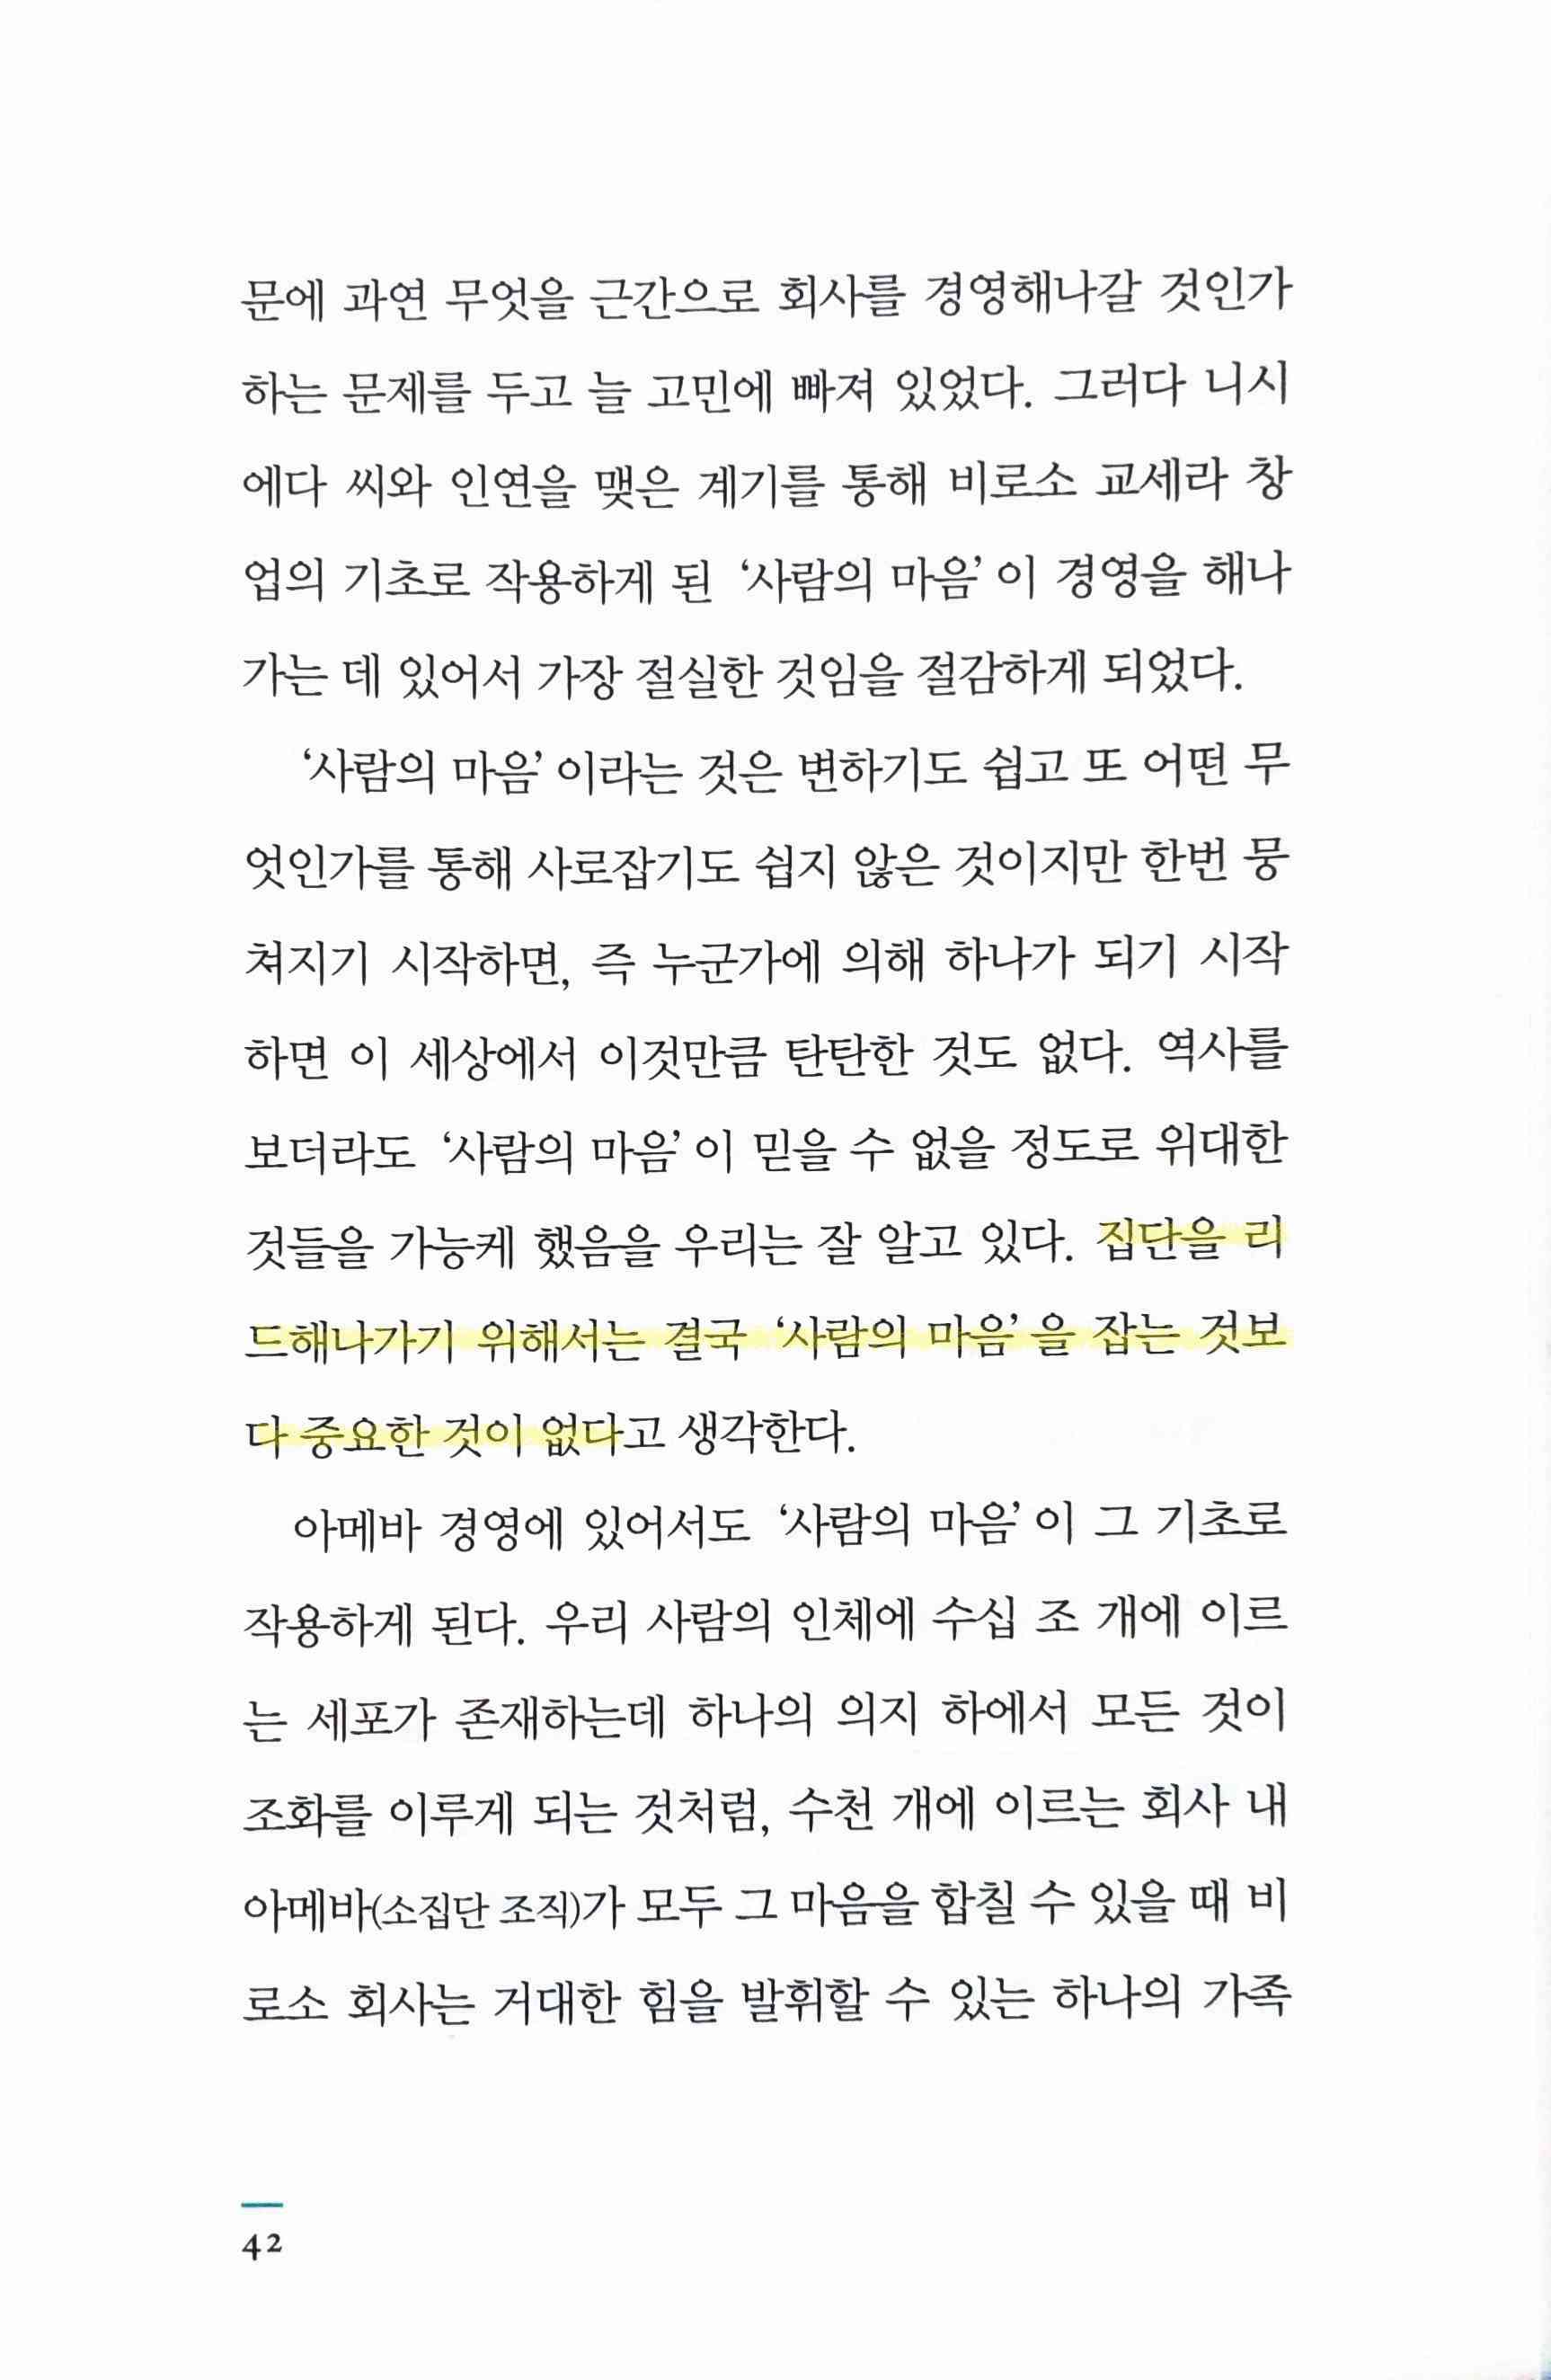 문에 과연 무엇을 근간으로 회사를 경영해나갈 것인가
하는 문제를 두고 늘 고민에 빠져 있었다. 그러다 니시
에다 씨와 인연을 맺은 계기를 통해 비로소 교세라 창
업의 기초로 작용하게 된 ‘사람의 마음’이 경영을 해나
가는 데 있어서 가장 절실한 것임을 절감하게 되었다.
‘사람의 마음’이라는 것은 변하기도 쉽고 또 어떤 무
엇인가를 통해 사로잡기도 쉽지 않은 것이지만 한번 뭉
쳐지기 시작하면, 즉 누군가에 의해 하나가 되기 시작
하면 이 세상에서 이것만큼 탄탄한 것도 없다. 역사를
보더라도 ‘사람의 마음’이 믿을 수 없을 정도로 위대한
것들을 가능케 했음을 우리는 잘 알고 있다. 집단을 리
드해나가기 위해서는 결국 ‘사람의 마음’을 잡는 것보
다 중요한 것이 없다고 생각한다.
아메바 경영에 있어서도 ‘사람의 마음’이 그 기초로
작용하게 된다. 우리 사람의 인체에 수십 조 개에 이르
는 세포가 존재하는데 하나의 의지 하에서 모든 것이
조화를 이루게 되는 것처럼, 수천 개에 이르는 회사 내
아메바(소집단 조직)가 모두 그 마음을 합칠 수 있을 때 비
로소 회사는 거대한 힘을 발휘할 수 있는 하나의 가족
42